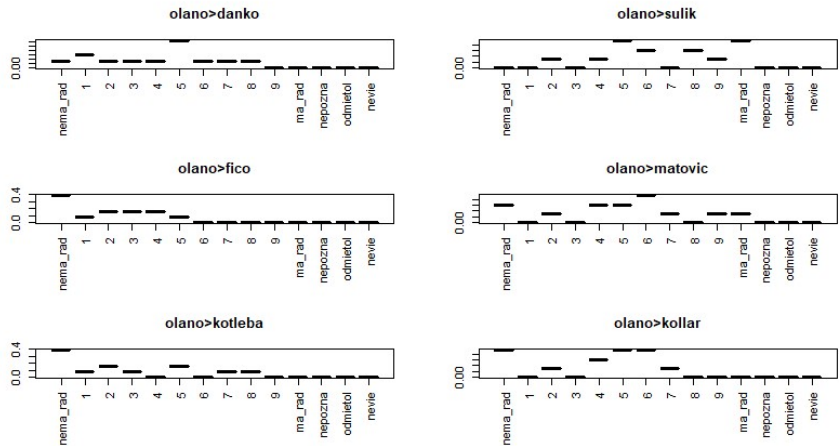 olano>danko
0.00
nema_rad 1 2 3 4 5 6 7 8 9 ma_rad nepozna odmietol nevie
olano>sulik
0.00
nema_rad 1 2 3 4 5 6 7 8 9 ma_rad nepozna odmietol nevie
olano>fico
0.4
0.0
nema_rad 1 2 3 4 5 6 7 8 9 ma_rad nepozna odmietol nevie
olano>matovic
0.00
nema_rad 1 2 3 4 5 6 7 8 9 ma_rad nepozna odmietol nevie
olano>kotleba
0.4
0.0
nema_rad 1 2 3 4 5 6 7 8 9 ma_rad nepozna odmietol nevie
olano>kollar
0.00
nema_rad 1 2 3 4 5 6 7 8 9 ma_rad nepozna odmietol nevie